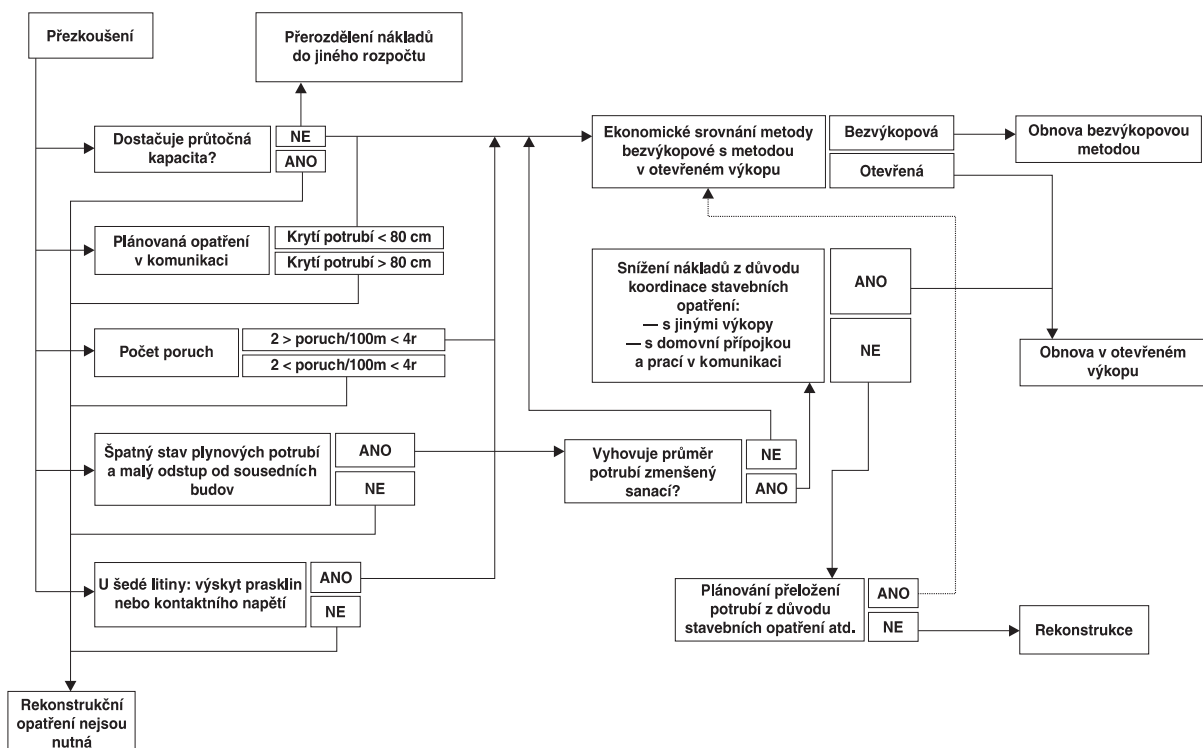 Přezkoušení
Přerozdělení nákladů
do jiného rozpočtu
Dostačuje průtočná
kapacita?
NE
ANO
Ekonomické srovnání metody
bezvýkopové s metodou
v otevřeném výkopu
Bezvýkopová
Otevřená
Obnova bezvýkopovou
metodou
Plánovaná opatření
v komunikaci
Krytí potrubí < 80 cm
Krytí potrubí > 80 cm
Snížení nákladů z důvodu
koordinace stavebních
opatření:
— s jinými výkopy
— s domovní přípojkou
a prací v komunikaci
ANO
NE
Obnova v otevřeném
výkopu
Počet poruch
2 > poruch/100m < 4r
2 < poruch/100m < 4r
Špatný stav plynových potrubí
a malý odstup od sousedních
budov
ANO
NE
Vyhovuje průměr
potrubí zmenšený
sanací?
NE
ANO
U šedé litiny: výskyt prasklin
nebo kontaktního napětí
ANO
NE
Plánování přeložení
potrubí z důvodu
stavebních opatření atd.
ANO
NE
Rekonstrukce
Rekonstrukční
opatření nejsou
nutná